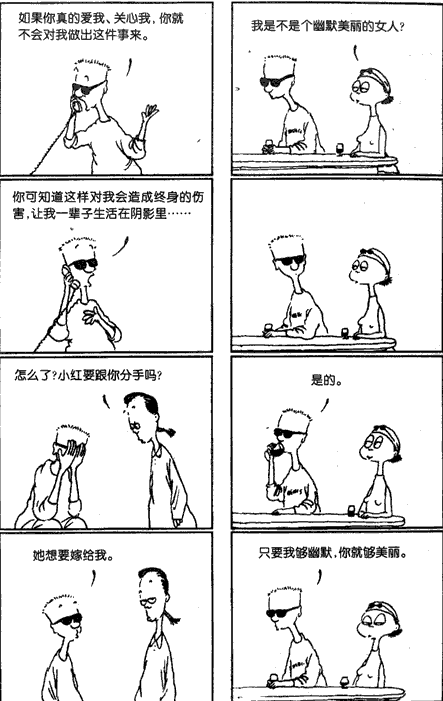 如果你真的爱我、关心我，你就
不会对我做出这件事来。
你可知道这样对我会造成终身的伤
害，让我一辈子生活在阴影里……
怎么了？小红要跟你分手吗？
她想要嫁给我。
我是不是个幽默美丽的女人？
是的。
只要我够幽默，你就够美丽。